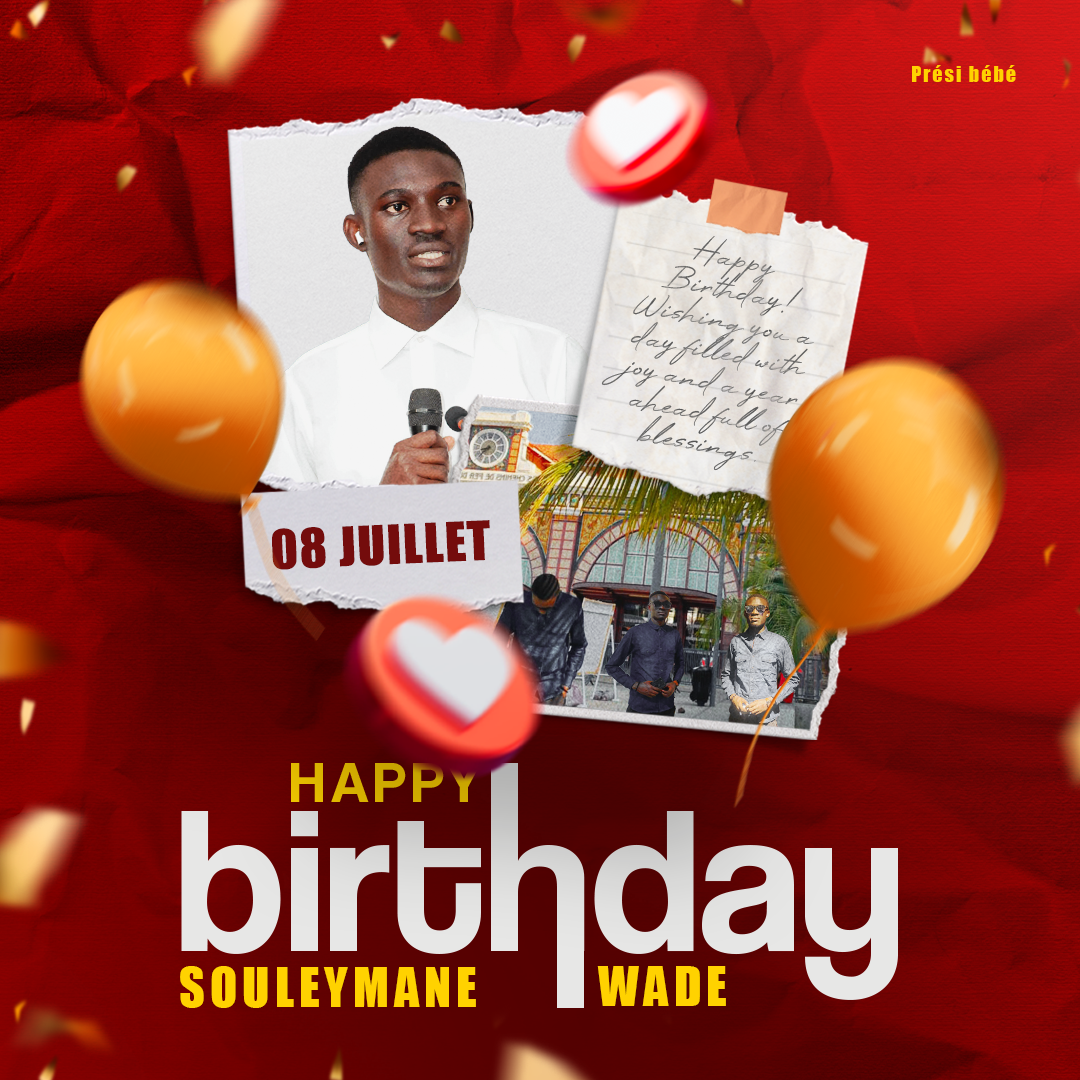 Prési bébé
Happy
Birthday!
Wishing you a
day filled with
joy and a year
ahead full of
blessings.
08 JUILLET
HAPPY
birthday
SOULEYMANE WADE